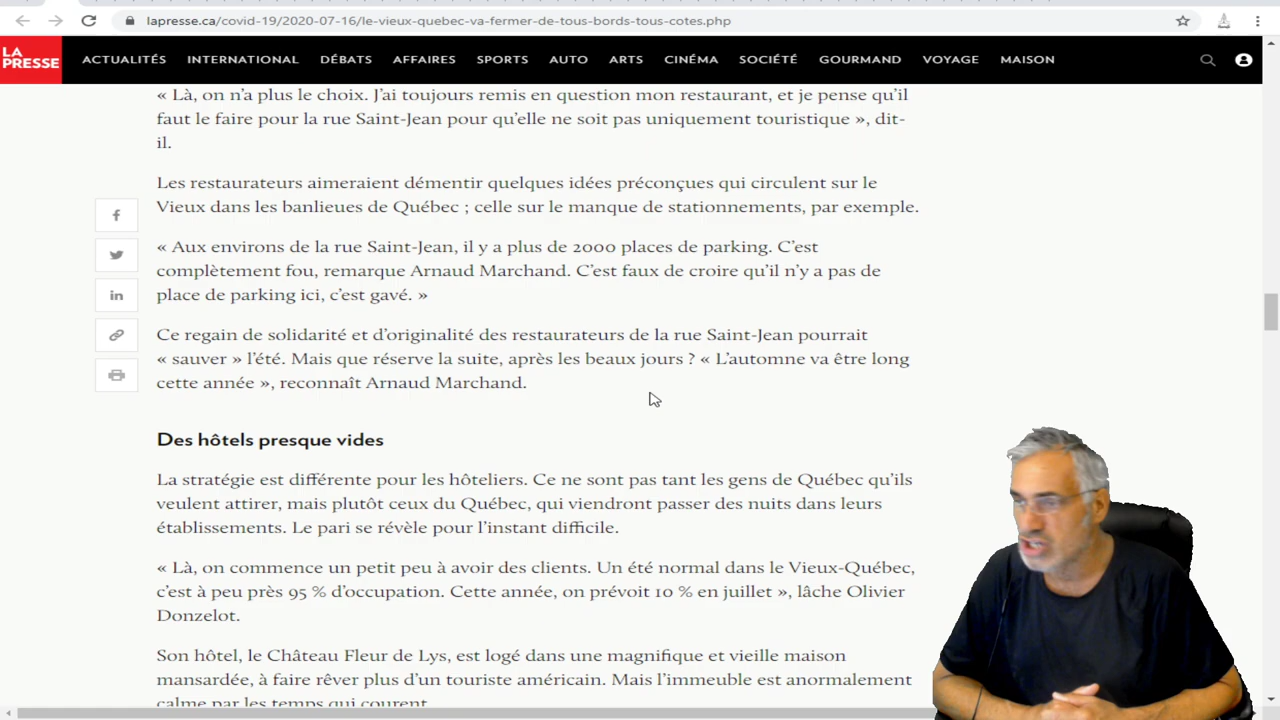 lapresse.ca/covid-19/2020-07-16/le-vieux-quebec-va-fermer-de-tous-bords-tous-cotes.php
LA PRESSE
ACTUALITÉS INTERNATIONAL DÉBATS AFFAIRES SPORTS AUTO ARTS CINÉMA SOCIÉTÉ GOURMAND VOYAGE MAISON
« Là, on n’a plus le choix. J’ai toujours remis en question mon restaurant, et je pense qu’il
faut le faire pour la rue Saint-Jean pour qu’elle ne soit pas uniquement touristique », dit-
il.
Les restaurateurs aimeraient démentir quelques idées préconçues qui circulent sur le
Vieux dans les banlieues de Québec ; celle sur le manque de stationnements, par exemple.
« Aux environs de la rue Saint-Jean, il y a plus de 2000 places de parking. C’est
complètement fou, remarque Arnaud Marchand. C’est faux de croire qu’il n’y a pas de
place de parking ici, c’est gavé. »
Ce regain de solidarité et d’originalité des restaurateurs de la rue Saint-Jean pourrait
« sauver » l’été. Mais que réserve la suite, après les beaux jours ? « L’automne va être long
cette année », reconnaît Arnaud Marchand.
Des hôtels presque vides
La stratégie est différente pour les hôteliers. Ce ne sont pas tant les gens de Québec qu’ils
veulent attirer, mais plutôt ceux du Québec, qui viendront passer des nuits dans leurs
établissements. Le pari se révèle pour l’instant difficile.
« Là, on commence un petit peu à avoir des clients. Un été normal dans le Vieux-Québec,
c’est à peu près 95 % d’occupation. Cette année, on prévoit 10 % en juillet », lâche Olivier
Donzelot.
Son hôtel, le Château Fleur de Lys, est logé dans une magnifique et vieille maison
mansardée, à faire rêver plus d’un touriste américain. Mais l’immeuble est anormalement
calme par les temps qui courent.